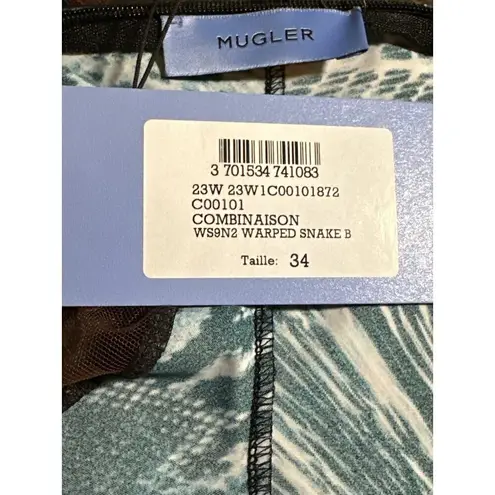 MUGLER
3 701534 741083
23W 23W1C00101872
C00101
COMBINAISON
WS9N2 WARPED SNAKE B
Taille: 34